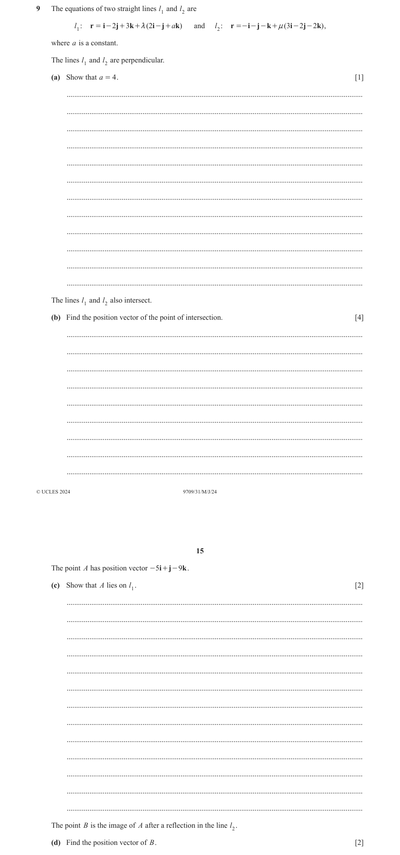 9 The equations of two straight lines l₁ and l₂ are
l₁: r = i − 2j + 3k + λ(2i − j + ak) and l₂: r = −i − j − k + μ(3i − 2j − 2k),
where a is a constant.
The lines l₁ and l₂ are perpendicular.
(a) Show that a = 4. [1]
The lines l₁ and l₂ also intersect.
(b) Find the position vector of the point of intersection. [4]
© UCLES 2024 9709/31/M/J/24
15
The point A has position vector −5i + j − 9k.
(c) Show that A lies on l₁. [2]
The point B is the image of A after a reflection in the line l₂.
(d) Find the position vector of B. [2]